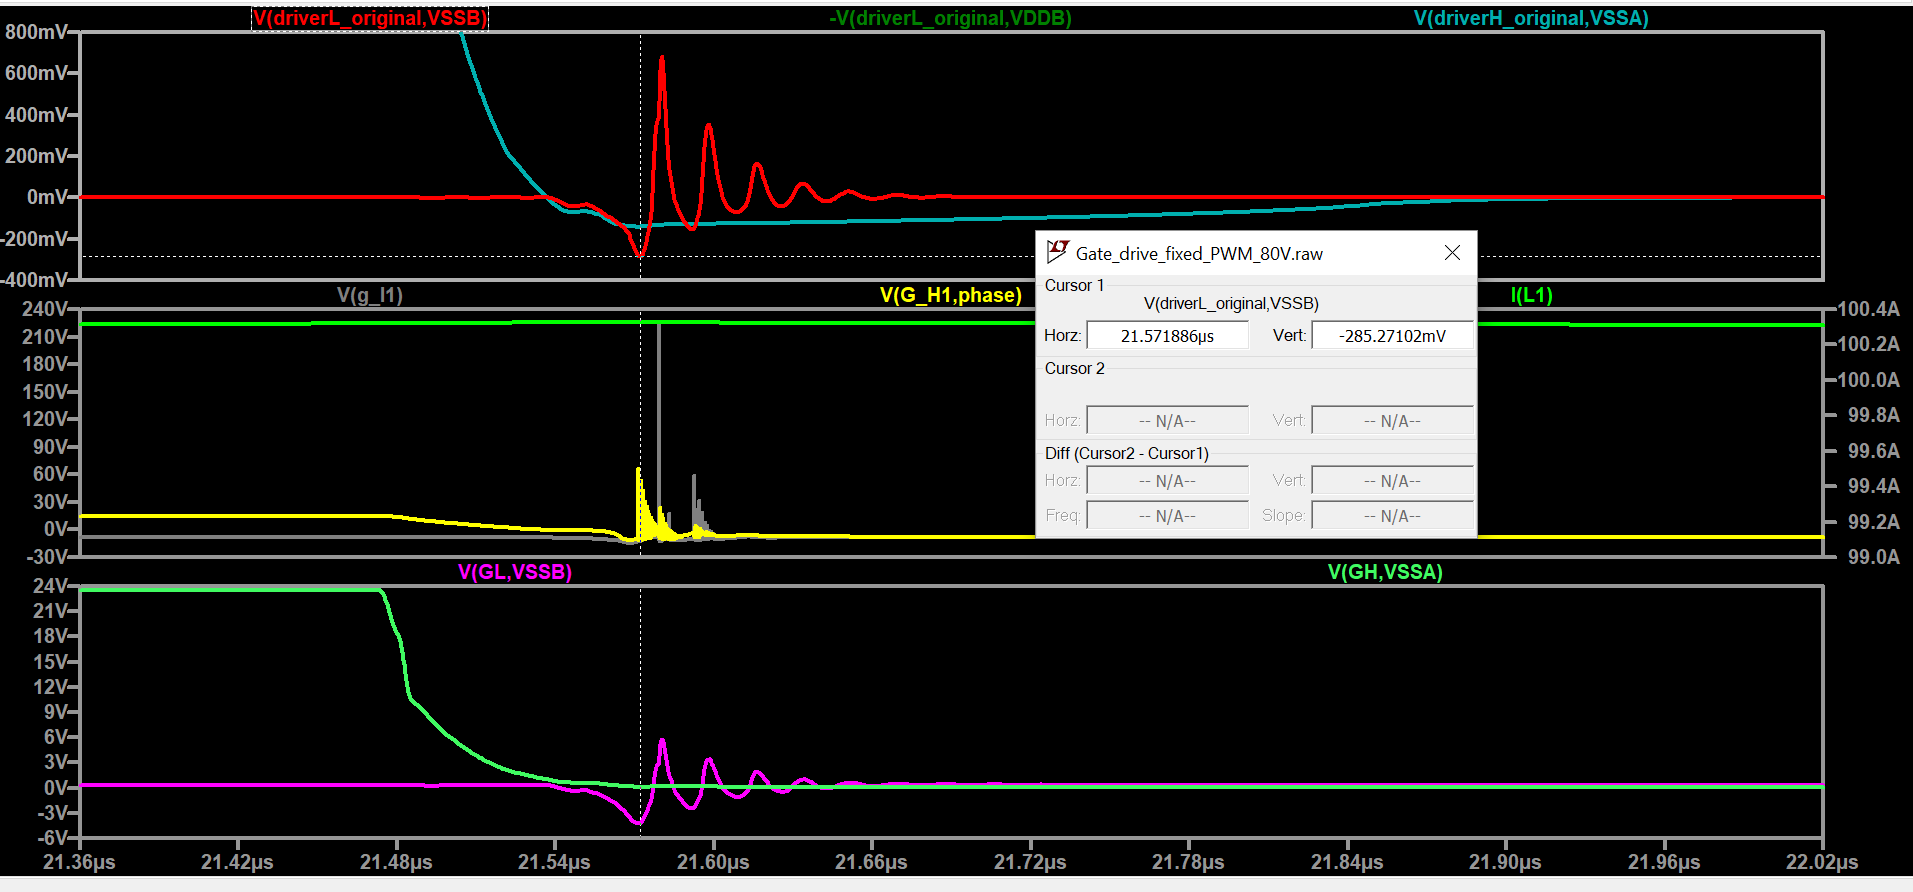 V(driverL_original,VSSB) -V(driverL_original,VDDB) V(driverH_original,VSSA)
800mV
600mV
400mV
200mV
0mV
-200mV
-400mV
V(g_l1) V(G_H1,phase) I(L1)
240V
210V
180V
150V
120V
90V
60V
30V
0V
-30V
100.4A
100.2A
100.0A
99.8A
99.6A
99.4A
99.2A
99.0A
Gate_drive_fixed_PWM_80V.raw
Cursor 1
V(driverL_original,VSSB)
Horz: 21.571886µs Vert: -285.27102mV
Cursor 2
Horz: -- N/A-- Vert: -- N/A--
Diff (Cursor2 - Cursor1)
Horz: -- N/A-- Vert: -- N/A--
Freq: -- N/A-- Slope: -- N/A--
V(GL,VSSB) V(GH,VSSA)
24V
21V
18V
15V
12V
9V
6V
3V
0V
-3V
-6V
21.36µs 21.42µs 21.48µs 21.54µs 21.60µs 21.66µs 21.72µs 21.78µs 21.84µs 21.90µs 21.96µs 22.02µs